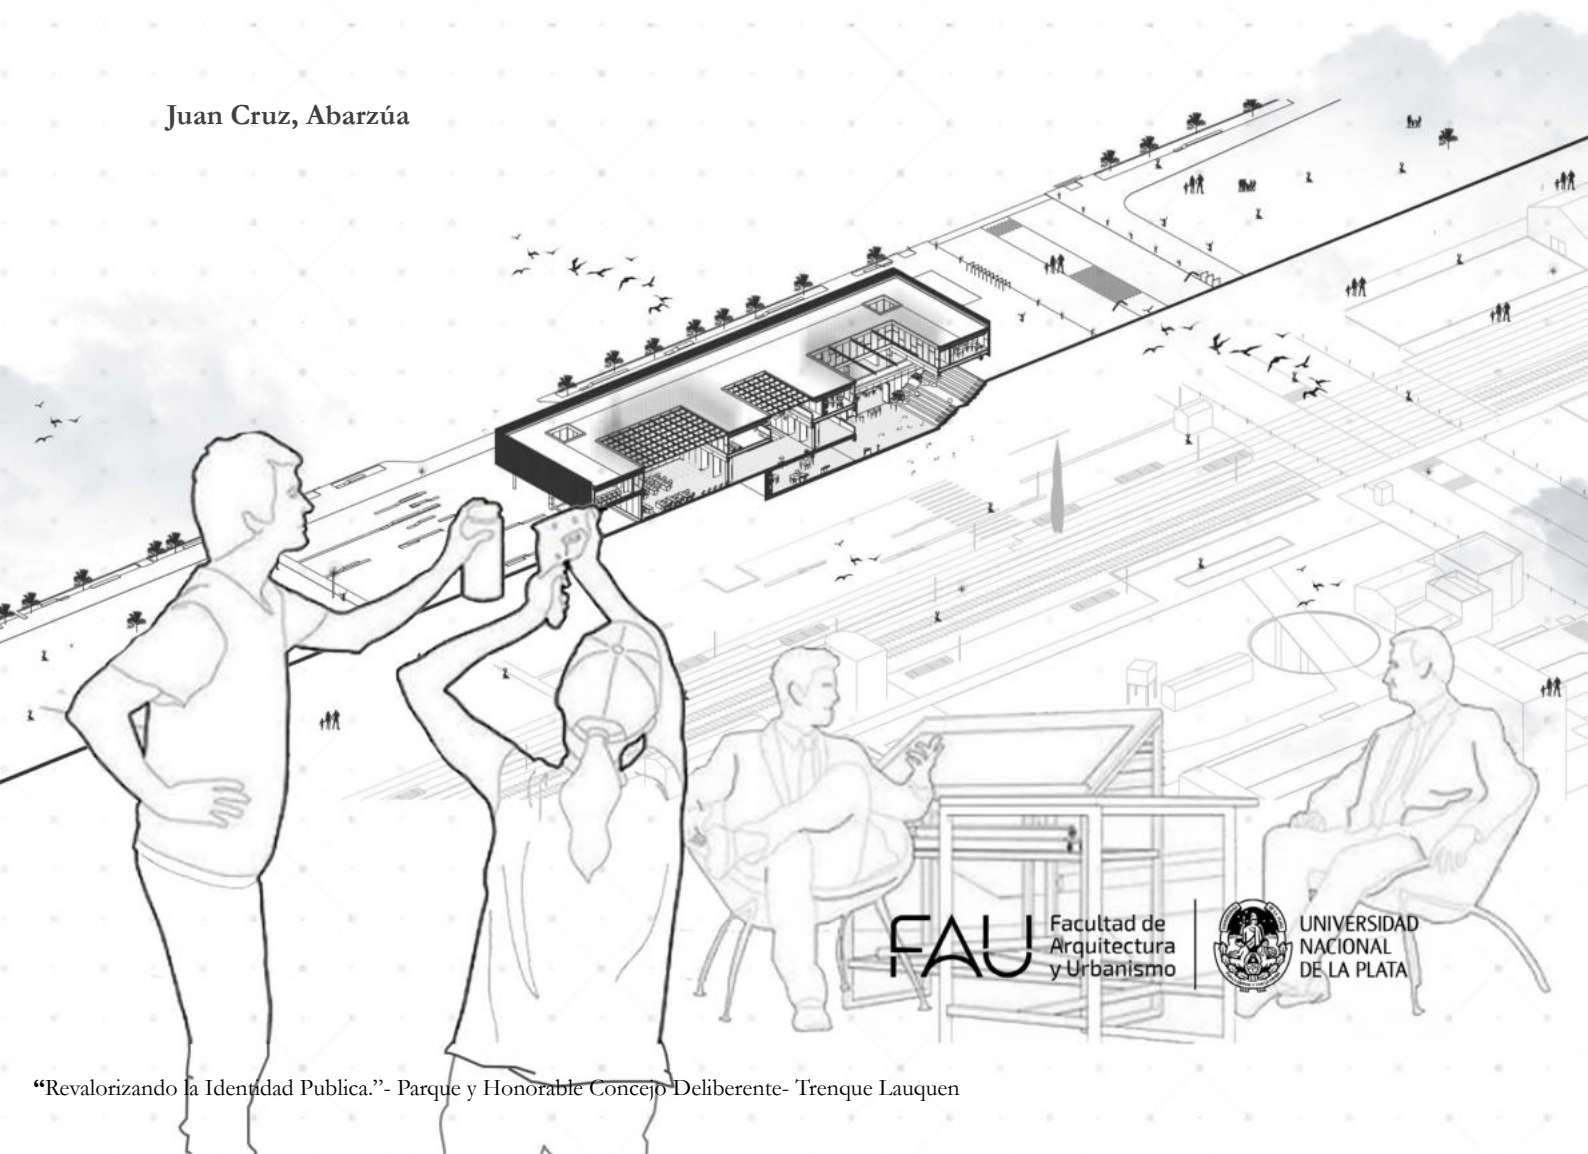 Juan Cruz, Abarzúa
FAU
Facultad de
Arquitectura
y Urbanismo
UNIVERSIDAD
NACIONAL
DE LA PLATA
“Revalorizando la Identidad Publica.”- Parque y Honorable Concejo Deliberente- Trenque Lauquen